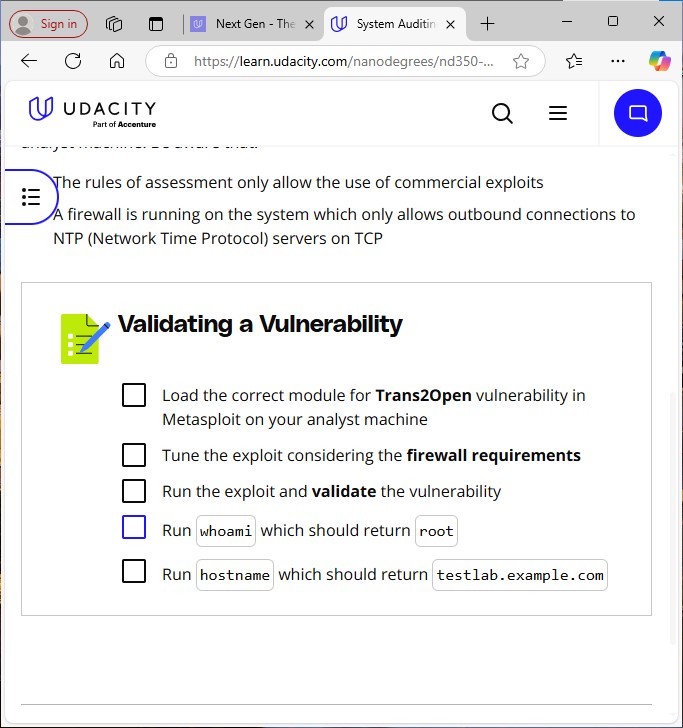 Sign in
Next Gen - The
System Auditin
https://learn.udacity.com/nanodegrees/nd350-...
UDACITY
Part of Accenture
The rules of assessment only allow the use of commercial exploits
A firewall is running on the system which only allows outbound connections to
NTP (Network Time Protocol) servers on TCP
Validating a Vulnerability
Load the correct module for Trans2Open vulnerability in
Metasploit on your analyst machine
Tune the exploit considering the firewall requirements
Run the exploit and validate the vulnerability
Run whoami which should return root
Run hostname which should return testlab.example.com